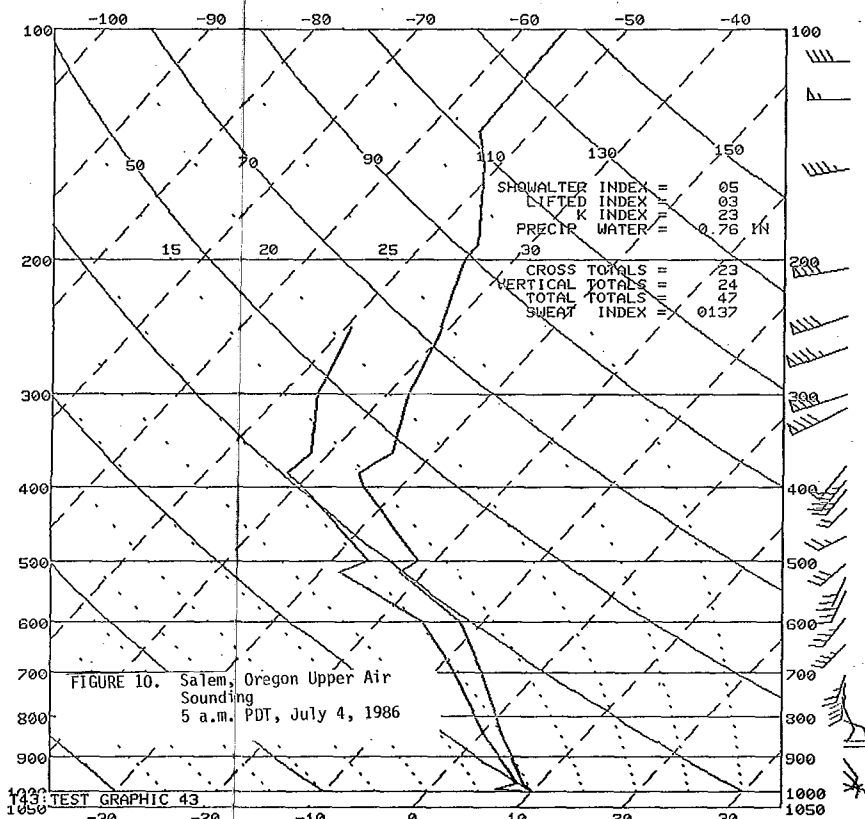 -100 -90 -80 -70 -60 -50 -40
100 100
50 70 90 110 130 150
SHOWALTER INDEX = 05
LIFTED INDEX = 03
K INDEX = 23
PRECIP WATER = 0.76 IN
15 20 25 30
200 200
CROSS TOTALS = 23
VERTICAL TOTALS = 24
TOTAL TOTALS = 47
SWEAT INDEX = 0137
300 300
400 400
500 500
600 600
700 700
FIGURE 10. Salem, Oregon Upper Air
Sounding
5 a.m. PDT, July 4, 1986
800 800
900 900
1000 1000
T43 TEST GRAPHIC 43
1050 1050
-30 -20 -10 0 10 20 30